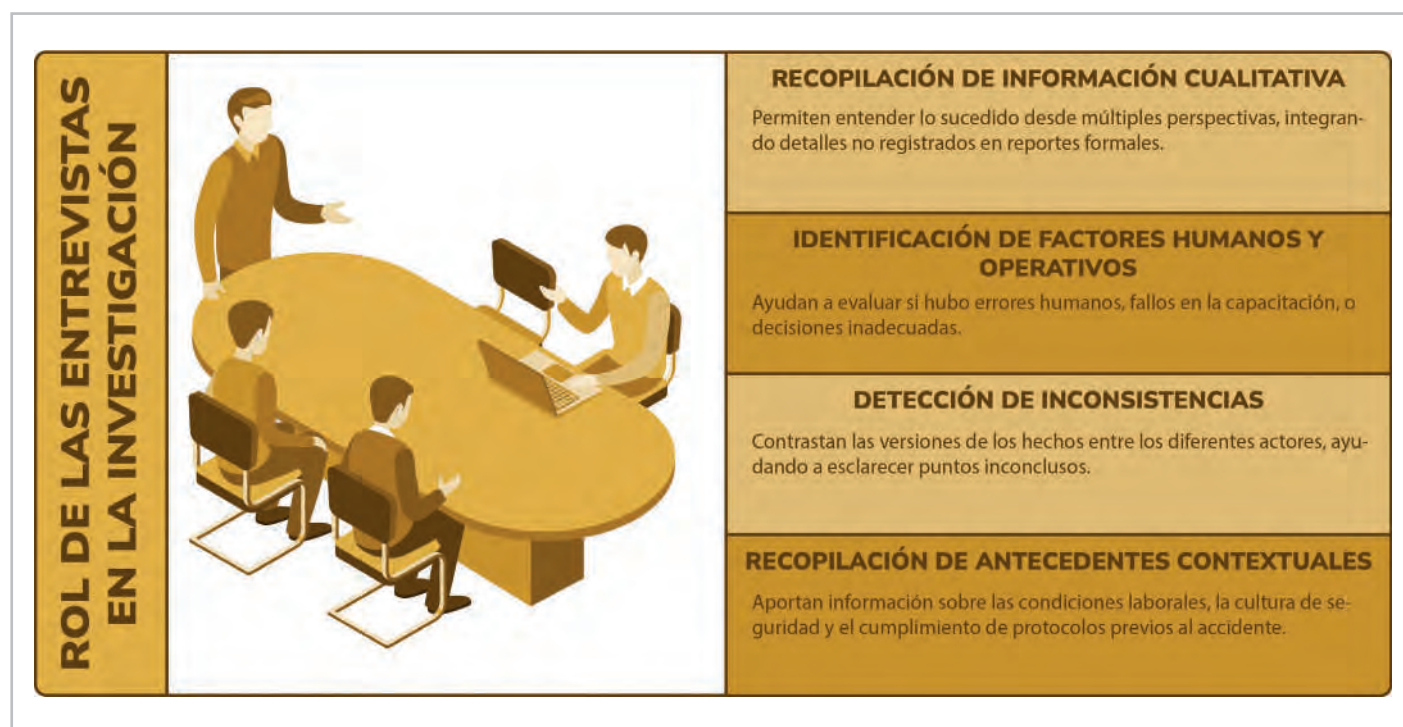 ROL DE LAS ENTREVISTAS
EN LA INVESTIGACIÓN
RECOPILACIÓN DE INFORMACIÓN CUALITATIVA
Permiten entender lo sucedido desde múltiples perspectivas, integran-
do detalles no registrados en reportes formales.
IDENTIFICACIÓN DE FACTORES HUMANOS Y
OPERATIVOS
Ayudan a evaluar si hubo errores humanos, fallos en la capacitación, o
decisiones inadecuadas.
DETECCIÓN DE INCONSISTENCIAS
Contrastan las versiones de los hechos entre los diferentes actores, ayu-
dando a esclarecer puntos inconclusos.
RECOPILACIÓN DE ANTECEDENTES CONTEXTUALES
Aportan información sobre las condiciones laborales, la cultura de se-
guridad y el cumplimiento de protocolos previos al accidente.